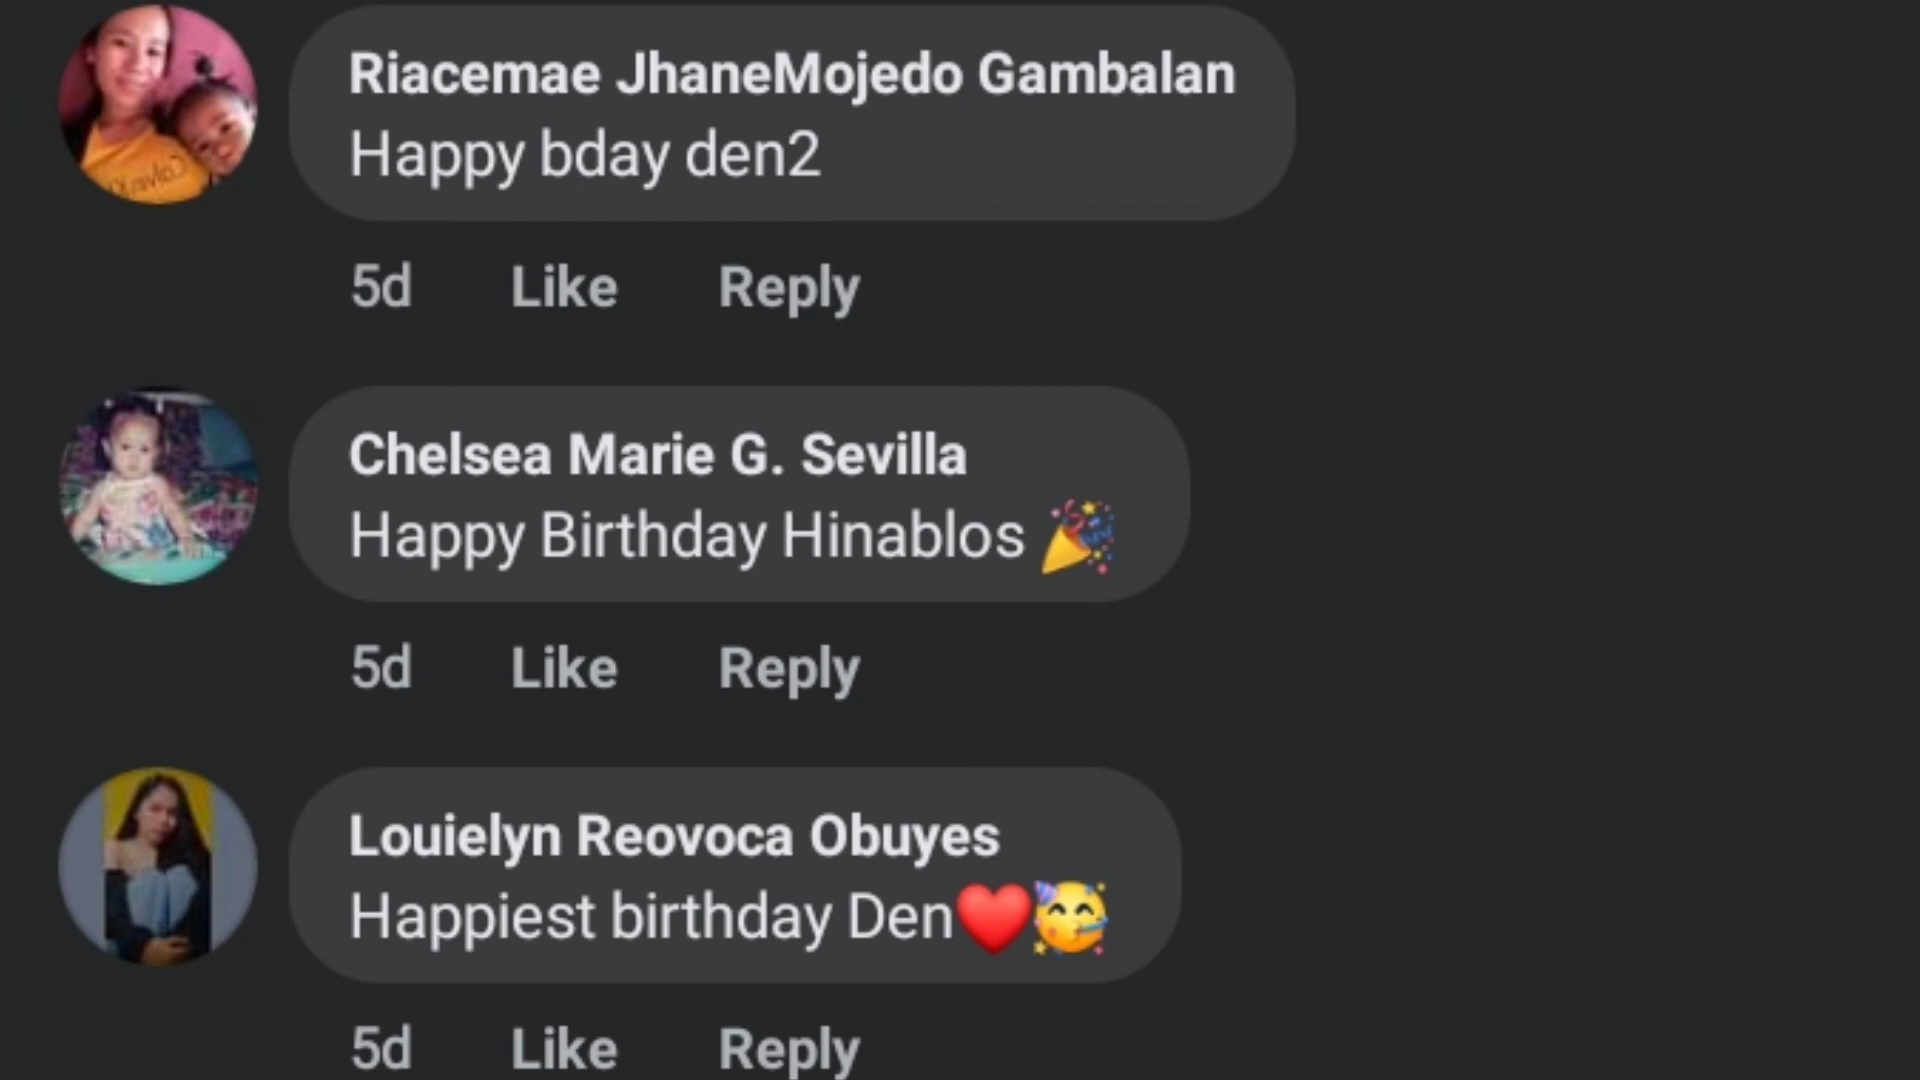 Riacemae JhaneMojedo Gambalan
Happy bday den2
5d Like Reply
Chelsea Marie G. Sevilla
Happy Birthday Hinablos 🎉
5d Like Reply
Louielyn Reovoca Obuyes
Happiest birthday Den❤️🥳
5d Like Reply